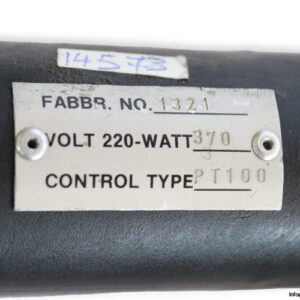 14573
FABBR. NO. 1321
VOLT 220-WATT 370
CONTROL TYPE PT100